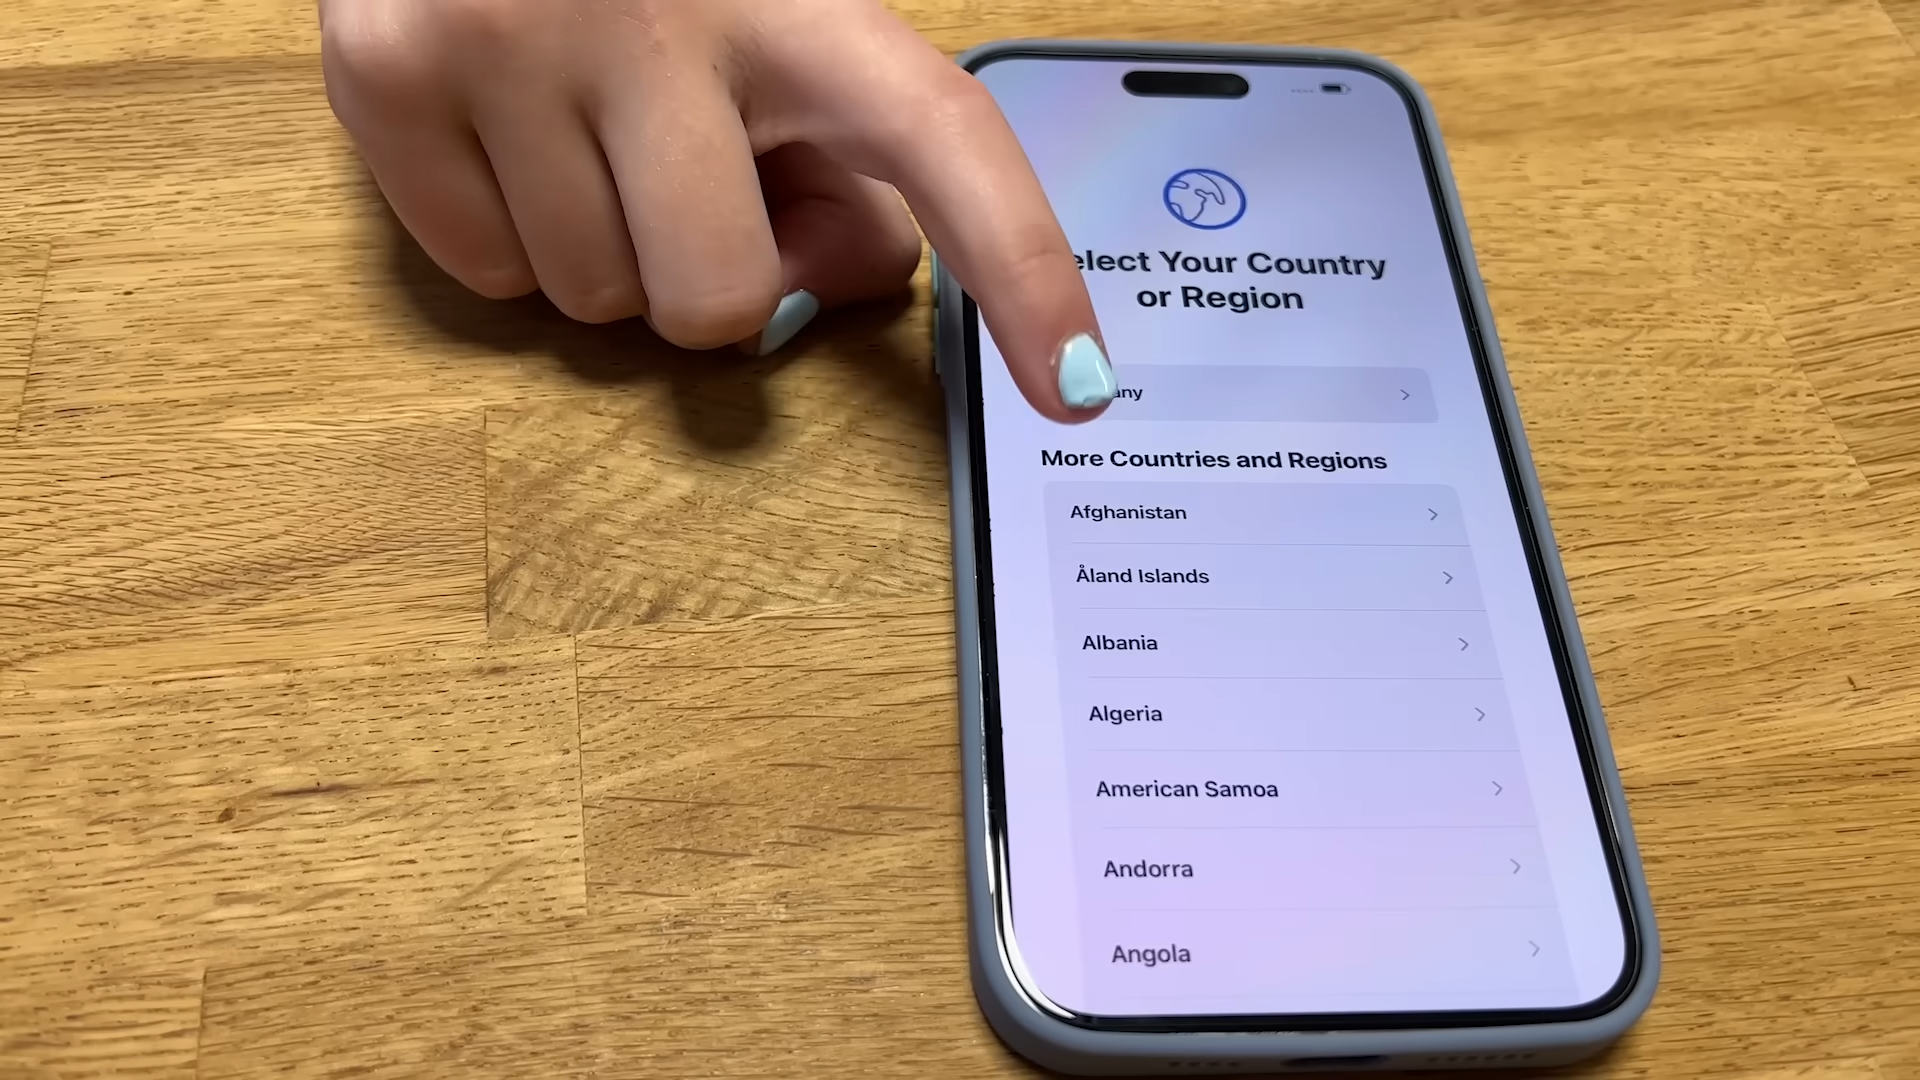 elect Your Country
or Region
any
More Countries and Regions
Afghanistan
Åland Islands
Albania
Algeria
American Samoa
Andorra
Angola